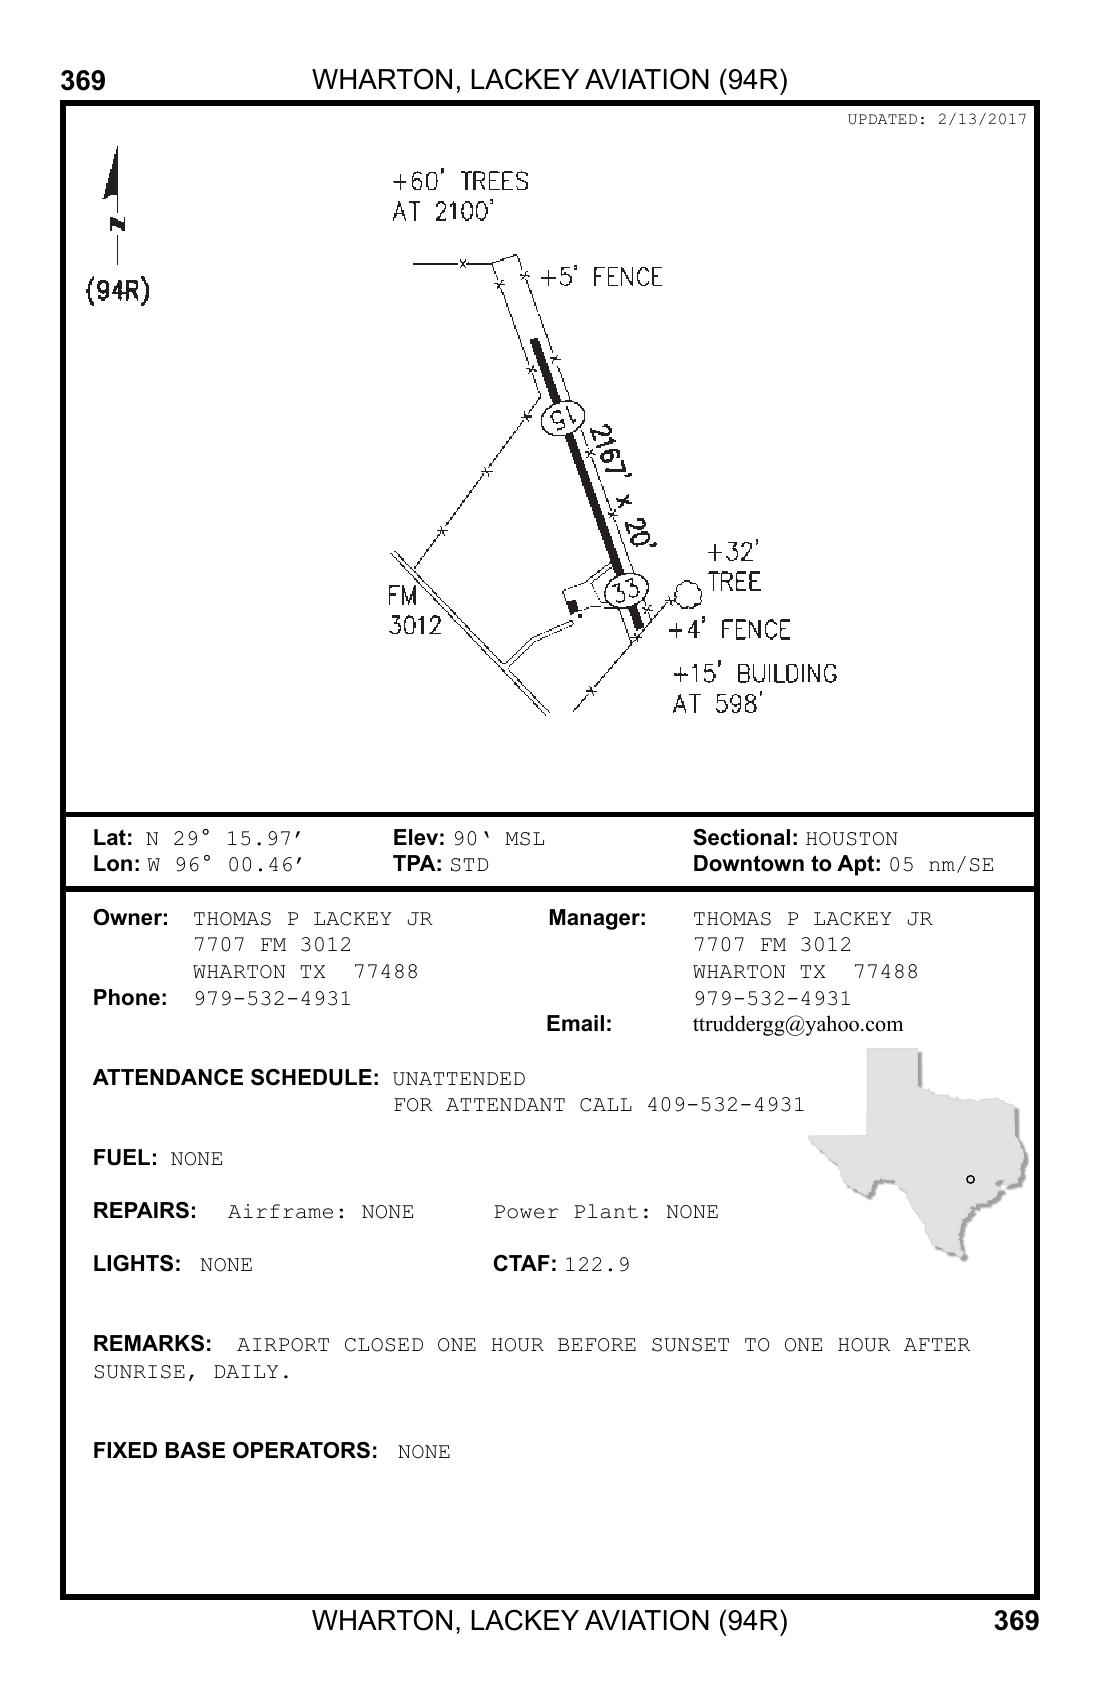 369 WHARTON, LACKEY AVIATION (94R)
UPDATED: 2/13/2017
N
(94R)
+60' TREES
AT 2100'
+5' FENCE
15
2167' x 20'
33
+32'
TREE
FM
3012
+4' FENCE
+15' BUILDING
AT 598'
Lat: N 29° 15.97’ Elev: 90‘ MSL Sectional: HOUSTON
Lon: W 96° 00.46’ TPA: STD Downtown to Apt: 05 nm/SE
Owner: THOMAS P LACKEY JR Manager: THOMAS P LACKEY JR
7707 FM 3012 7707 FM 3012
WHARTON TX 77488 WHARTON TX 77488
Phone: 979-532-4931 979-532-4931
Email: ttruddergg@yahoo.com
ATTENDANCE SCHEDULE: UNATTENDED
FOR ATTENDANT CALL 409-532-4931
FUEL: NONE
REPAIRS: Airframe: NONE Power Plant: NONE
LIGHTS: NONE CTAF: 122.9
REMARKS: AIRPORT CLOSED ONE HOUR BEFORE SUNSET TO ONE HOUR AFTER
SUNRISE, DAILY.
FIXED BASE OPERATORS: NONE
WHARTON, LACKEY AVIATION (94R) 369